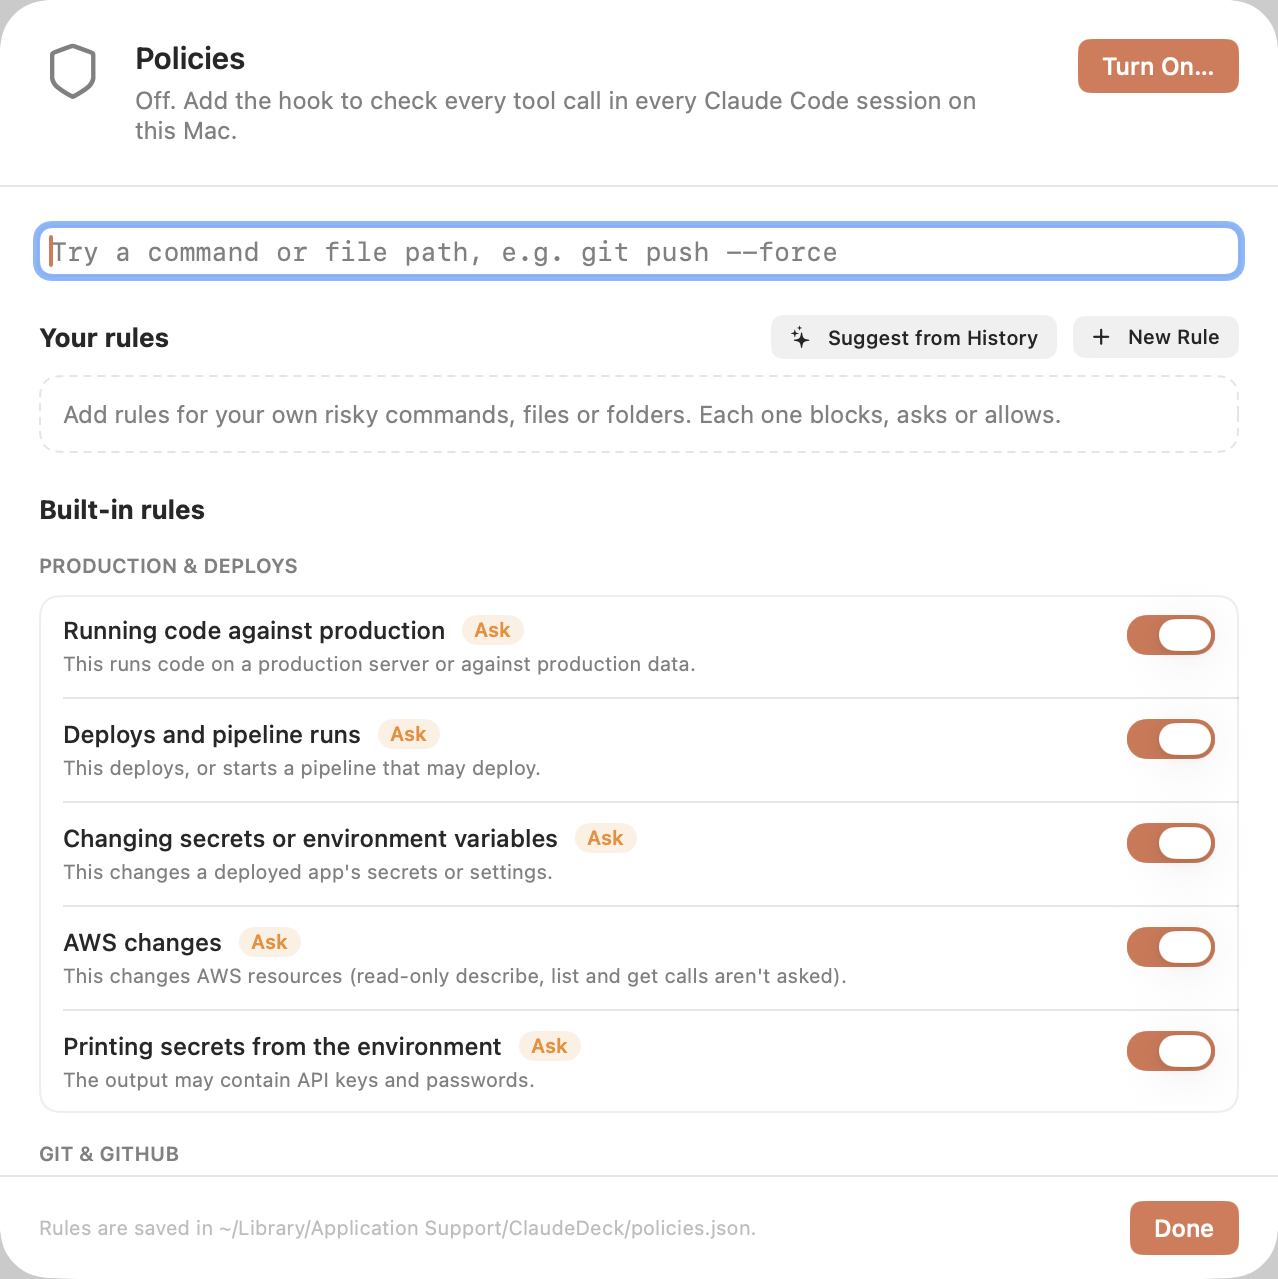 Policies
Turn On...
Off. Add the hook to check every tool call in every Claude Code session on
this Mac.
Try a command or file path, e.g. git push --force
Your rules
Suggest from History
+ New Rule
Add rules for your own risky commands, files or folders. Each one blocks, asks or allows.
Built-in rules
PRODUCTION & DEPLOYS
Running code against production Ask
This runs code on a production server or against production data.
Deploys and pipeline runs Ask
This deploys, or starts a pipeline that may deploy.
Changing secrets or environment variables Ask
This changes a deployed app's secrets or settings.
AWS changes Ask
This changes AWS resources (read-only describe, list and get calls aren't asked).
Printing secrets from the environment Ask
The output may contain API keys and passwords.
GIT & GITHUB
Rules are saved in ~/Library/Application Support/ClaudeDeck/policies.json.
Done